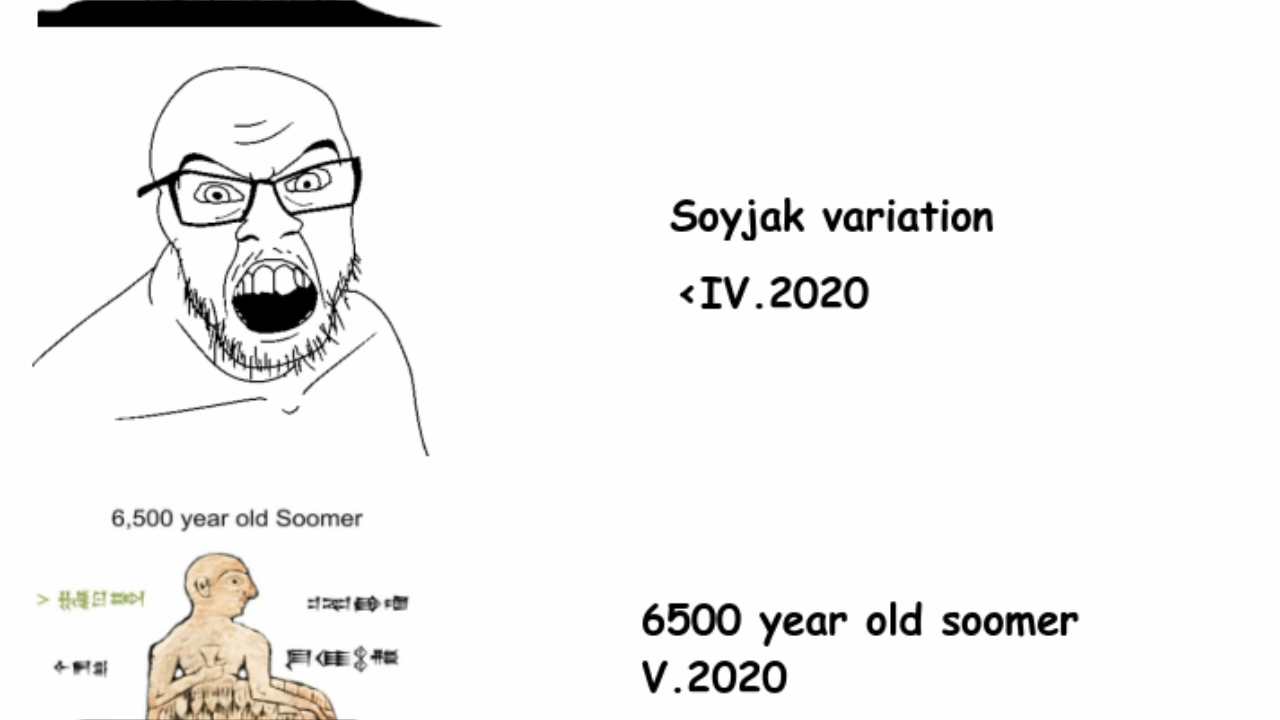 Soyjak variation
<IV.2020
6,500 year old Soomer
6500 year old soomer
V.2020